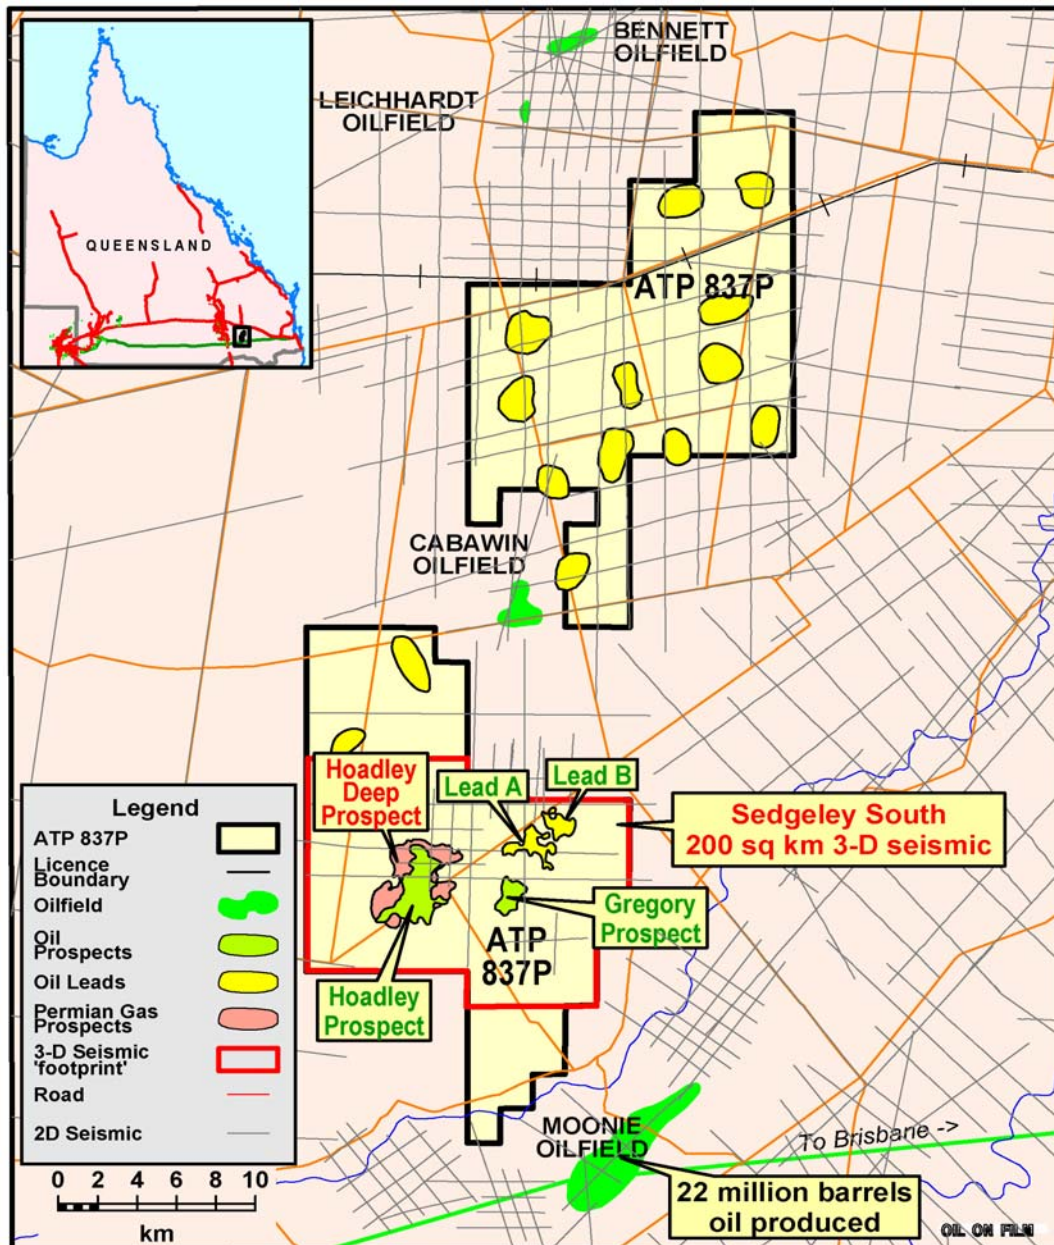 BENNETT
OILFIELD
LEICHHARDT
OILFIELD
QUEENSLAND
ATP 837P
CABAWIN
OILFIELD
Hoadley
Deep
Prospect
Lead A
Lead B
Sedgeley South
200 sq km 3-D seismic
Gregory
Prospect
ATP
837P
Hoadley
Prospect
Legend
ATP 837P
Licence
Boundary
Oilfield
Oil
Prospects
Oil Leads
Permian Gas
Prospects
3-D Seismic
'footprint'
Road
2D Seismic
0 2 4 6 8 10
km
MOONIE
OILFIELD
To Brisbane ->
22 million barrels
oil produced
OIL ON FILM